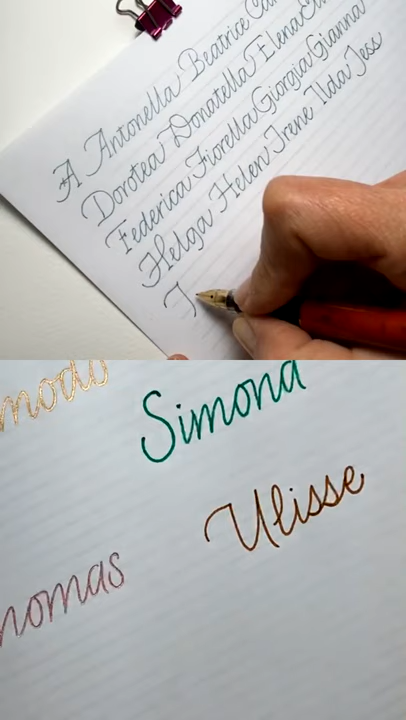 A Antonella Beatrice
Dorotea Donatella Elena
Federica Fiorella Giorgia Gianna
Helga Helen Irene Ilda Jess
Simona
Ulisse